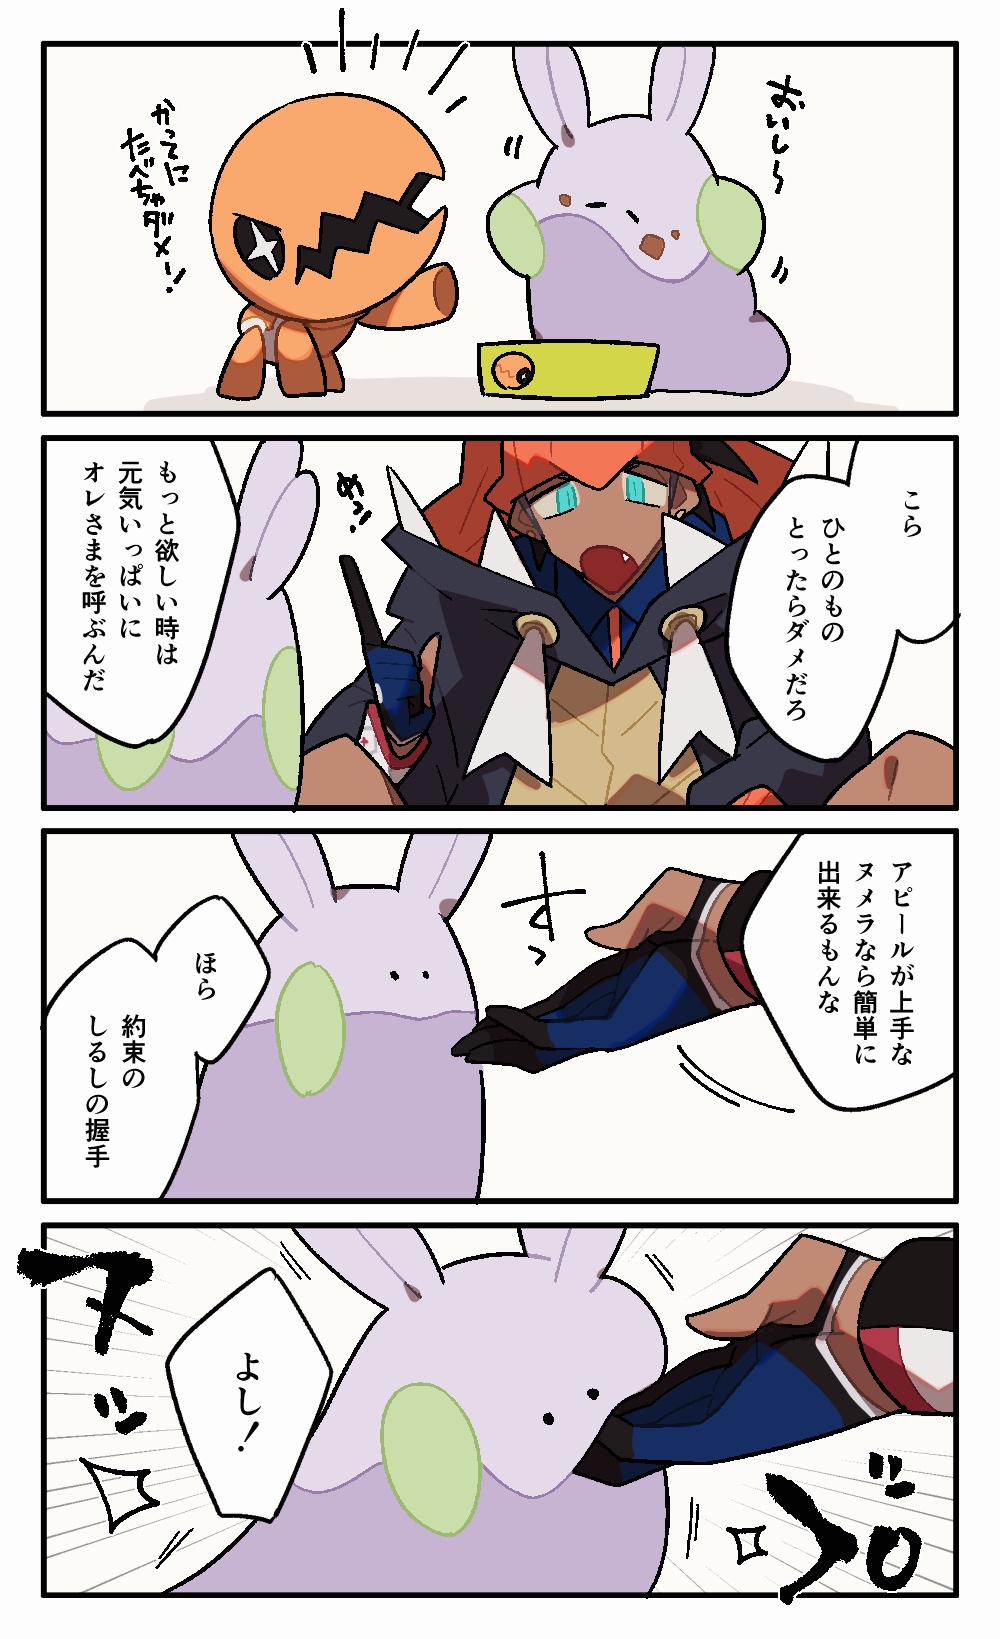 おいし〜
かってに
たべちゃダメー!
こら
ひとのもの
とったらダメだろ
めっ!
もっと欲しい時は
元気いっぱいに
オレさまを呼ぶんだ
アピールが上手な
ヌメラなら簡単に
出来るもんな
すっ
ほら
約束の
しるしの握手
よし!
ズ
ブ